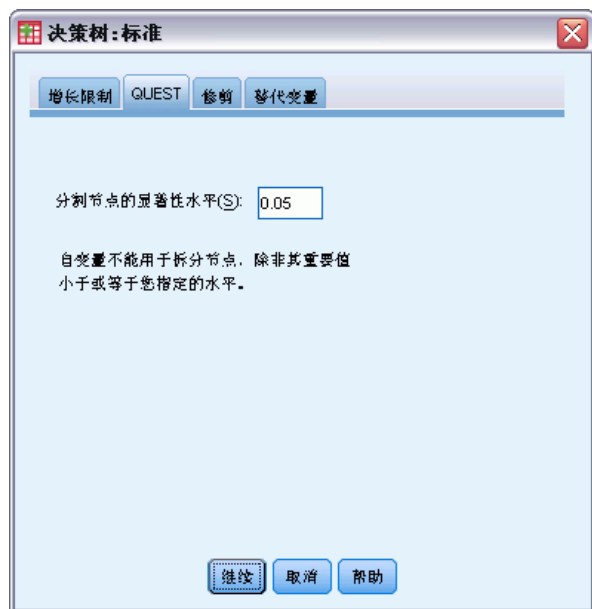 决策树:标准
增长限制 QUEST 修剪 替代变量
分割节点的显著性水平(S): 0.05
自变量不能用于拆分节点，除非其重要值
小于或等于您指定的水平。
继续 取消 帮助